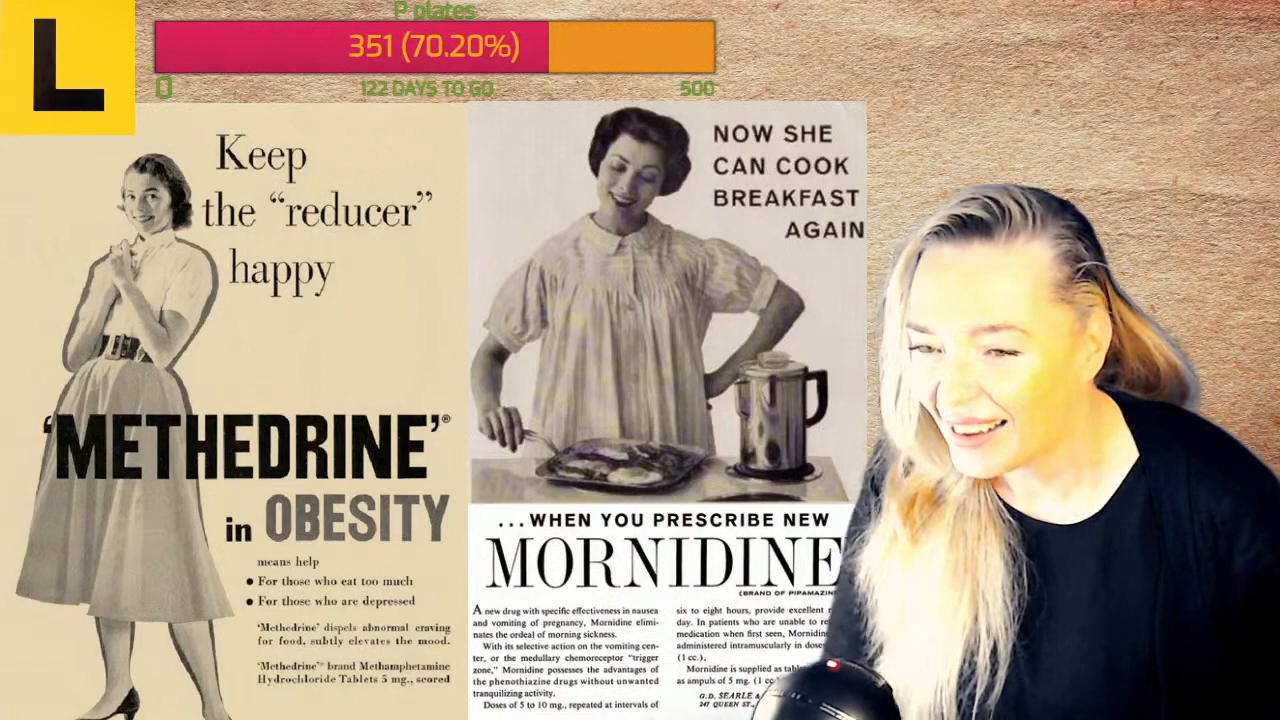 L
P plates
351 (70.20%)
0
122 DAYS TO GO
500
Keep
the “reducer”
happy
‘METHEDRINE’®
in OBESITY
means help
● For those who eat too much
● For those who are depressed
‘Methedrine’ dispels abnormal craving
for food, subtly elevates the mood.
‘Methedrine’® brand Methamphetamine
Hydrochloride Tablets 5 mg., scored
NOW SHE
CAN COOK
BREAKFAST
AGAIN
...WHEN YOU PRESCRIBE NEW
MORNIDINE
(BRAND OF PIPAMAZIN
A new drug with specific effectiveness in nausea
and vomiting of pregnancy, Mornidine elimi-
nates the ordeal of morning sickness.
With its selective action on the vomiting cen-
ter, or the medullary chemoreceptor “trigger
zone,” Mornidine possesses the advantages of
the phenothiazine drugs without unwanted
tranquilizing activity.
Doses of 5 to 10 mg., repeated at intervals of
six to eight hours, provide excellent
day. In patients who are unable to
medication when first seen, Mornidine
administered intramuscularly in
(1 cc.).
Mornidine is supplied as
as ampuls of 5 mg. (1
G.D. SEARLE &
247 QUEEN ST.,